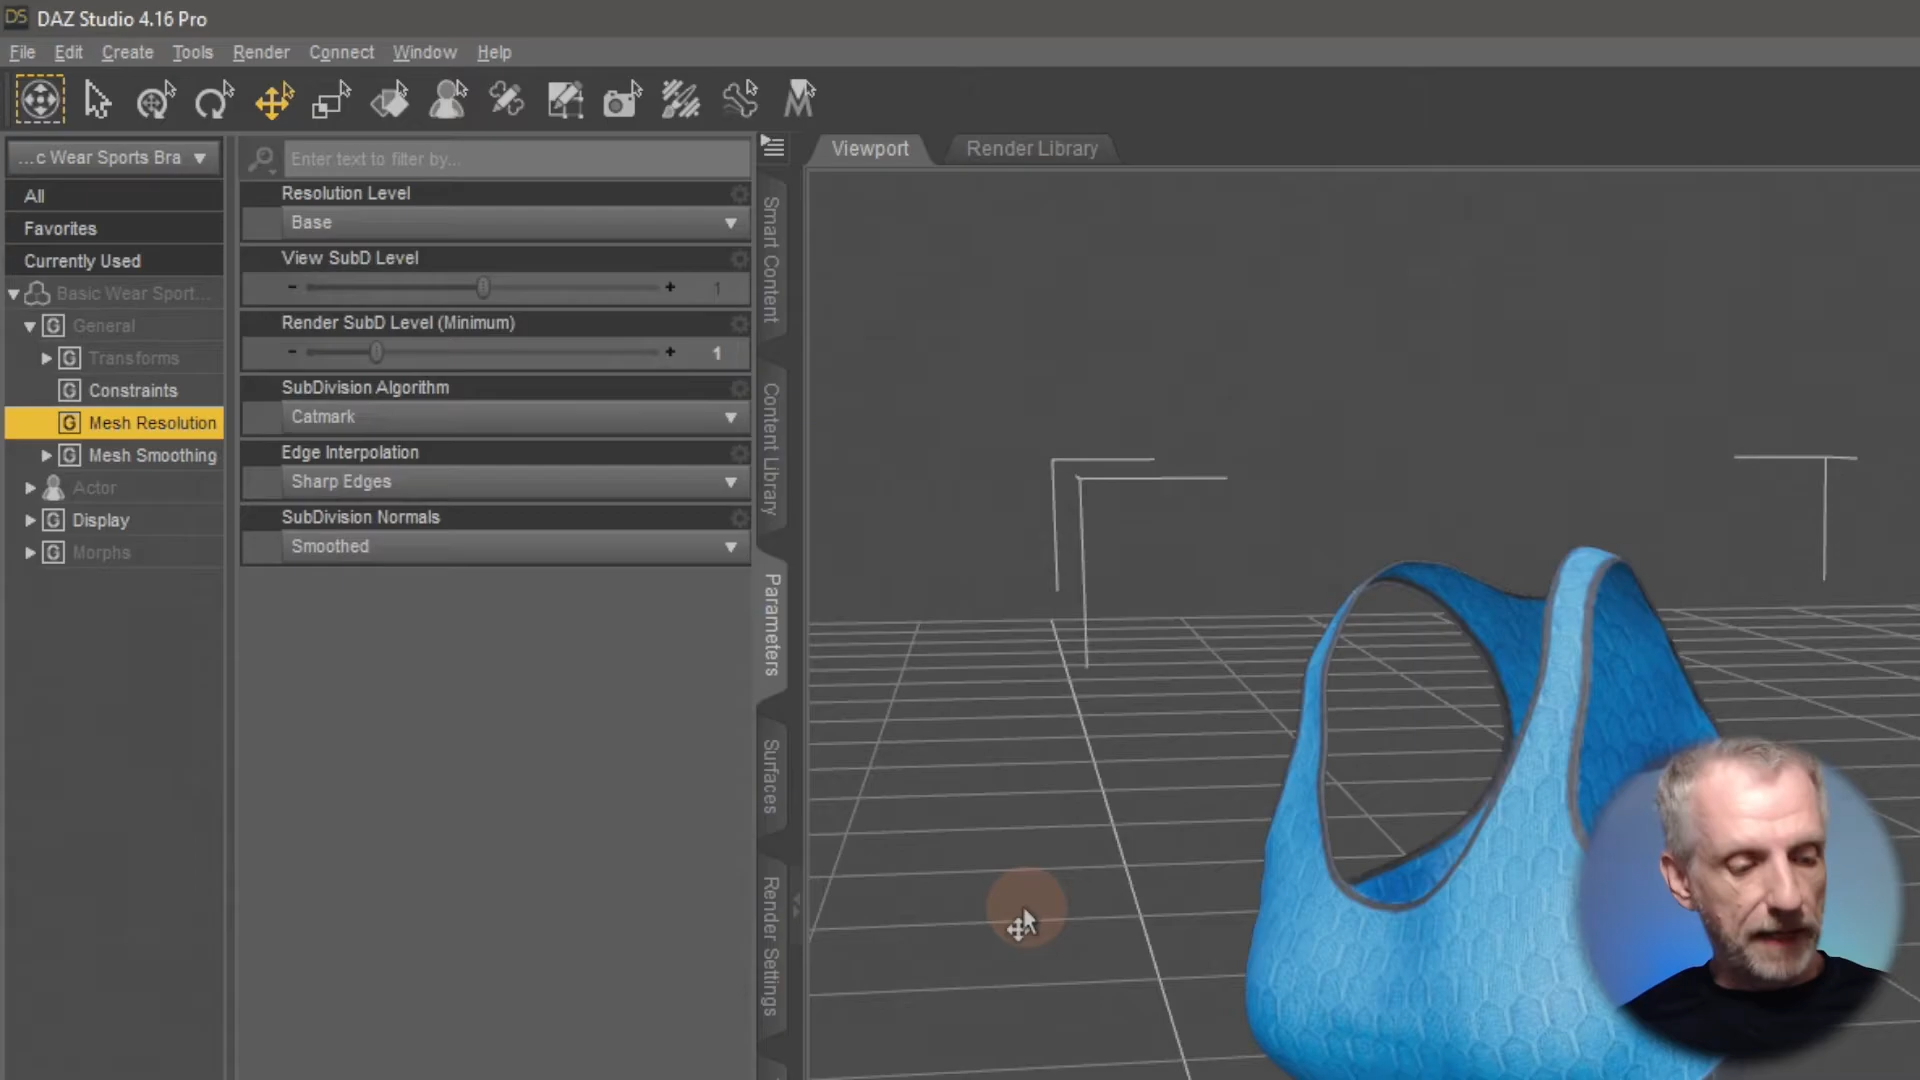 DS DAZ Studio 4.16 Pro
File Edit Create Tools Render Connect Window Help
...c Wear Sports Bra
All
Favorites
Currently Used
Basic Wear Sport...
G General
G Transforms
G Constraints
G Mesh Resolution
G Mesh Smoothing
Actor
G Display
G Morphs
Enter text to filter by...
Resolution Level
Base
View SubD Level
- + 1
Render SubD Level (Minimum)
- + 1
SubDivision Algorithm
Catmark
Edge Interpolation
Sharp Edges
SubDivision Normals
Smoothed
Smart Content
Content Library
Parameters
Surfaces
Render Settings
Viewport
Render Library